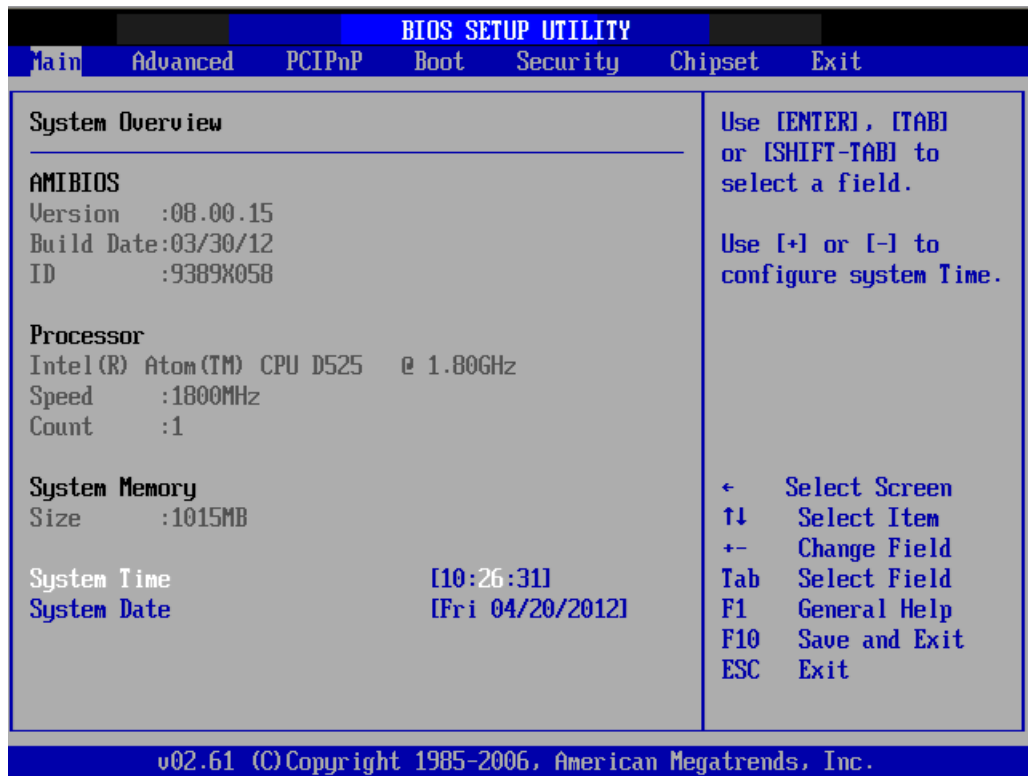 BIOS SETUP UTILITY
Main Advanced PCIPnP Boot Security Chipset Exit
System Overview
AMIBIOS
Version :08.00.15
Build Date:03/30/12
ID :9389X058
Processor
Intel(R) Atom(TM) CPU D525 @ 1.80GHz
Speed :1800MHz
Count :1
System Memory
Size :1015MB
System Time [10:26:31]
System Date [Fri 04/20/2012]
Use [ENTER], [TAB]
or [SHIFT-TAB] to
select a field.
Use [+] or [-] to
configure system Time.
← Select Screen
↑↓ Select Item
+- Change Field
Tab Select Field
F1 General Help
F10 Save and Exit
ESC Exit
v02.61 (C)Copyright 1985-2006, American Megatrends, Inc.